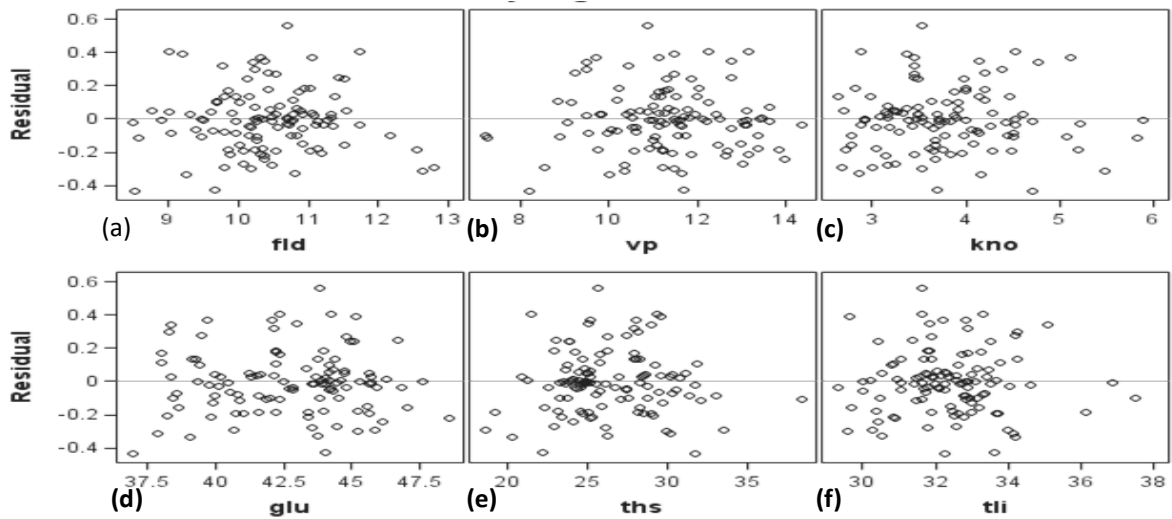 Residual
0.6
0.4
0.2
0
-0.2
-0.4
9 10 11 12 13
8 10 12 14
3 4 5 6
(a) fld
(b) vp
(c) kno
Residual
0.6
0.4
0.2
0
-0.2
-0.4
37.5 40 42.5 45 47.5
20 25 30 35
30 32 34 36 38
(d) glu
(e) ths
(f) tli